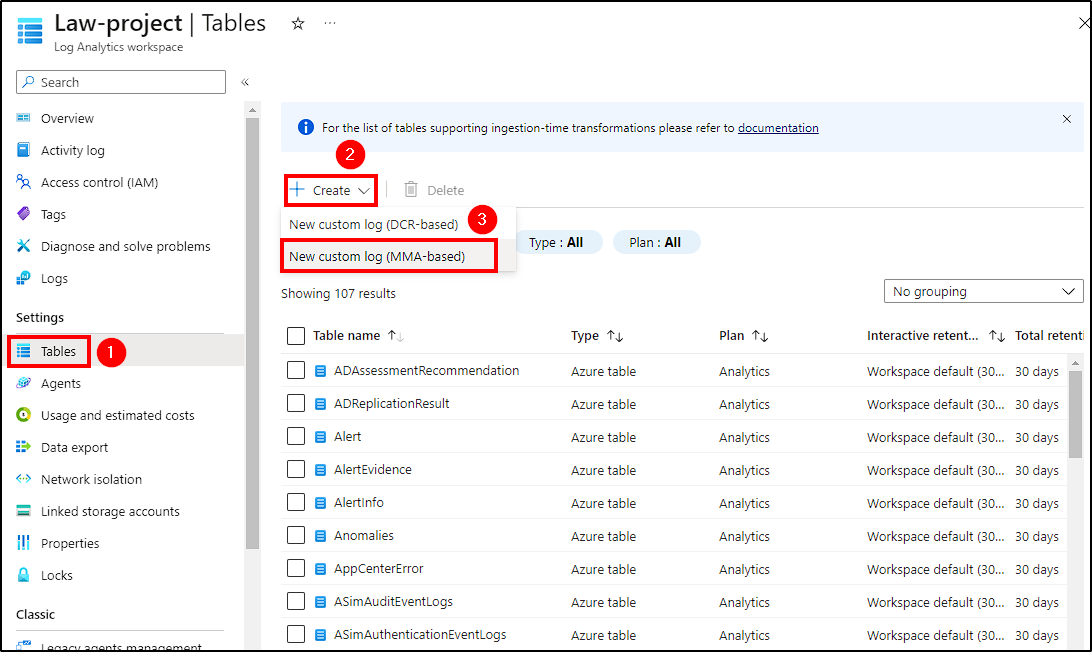 Law-project | Tables
Log Analytics workspace
Search
Overview
Activity log
Access control (IAM)
Tags
Diagnose and solve problems
Logs
Settings
Tables
1
Agents
Usage and estimated costs
Data export
Network isolation
Linked storage accounts
Properties
Locks
Classic
Legacy agents management
For the list of tables supporting ingestion-time transformations please refer to documentation
2
Create
Delete
New custom log (DCR-based)
3
New custom log (MMA-based)
Type : All
Plan : All
Showing 107 results
No grouping
Table name Type Plan Interactive retent... Total retenti
ADAssessmentRecommendation Azure table Analytics Workspace default (30... 30 days
ADReplicationResult Azure table Analytics Workspace default (30... 30 days
Alert Azure table Analytics Workspace default (30... 30 days
AlertEvidence Azure table Analytics Workspace default (30... 30 days
AlertInfo Azure table Analytics Workspace default (30... 30 days
Anomalies Azure table Analytics Workspace default (30... 30 days
AppCenterError Azure table Analytics Workspace default (30... 30 days
ASimAuditEventLogs Azure table Analytics Workspace default (30... 30 days
ASimAuthenticationEventLogs Azure table Analytics Workspace default (30... 30 days